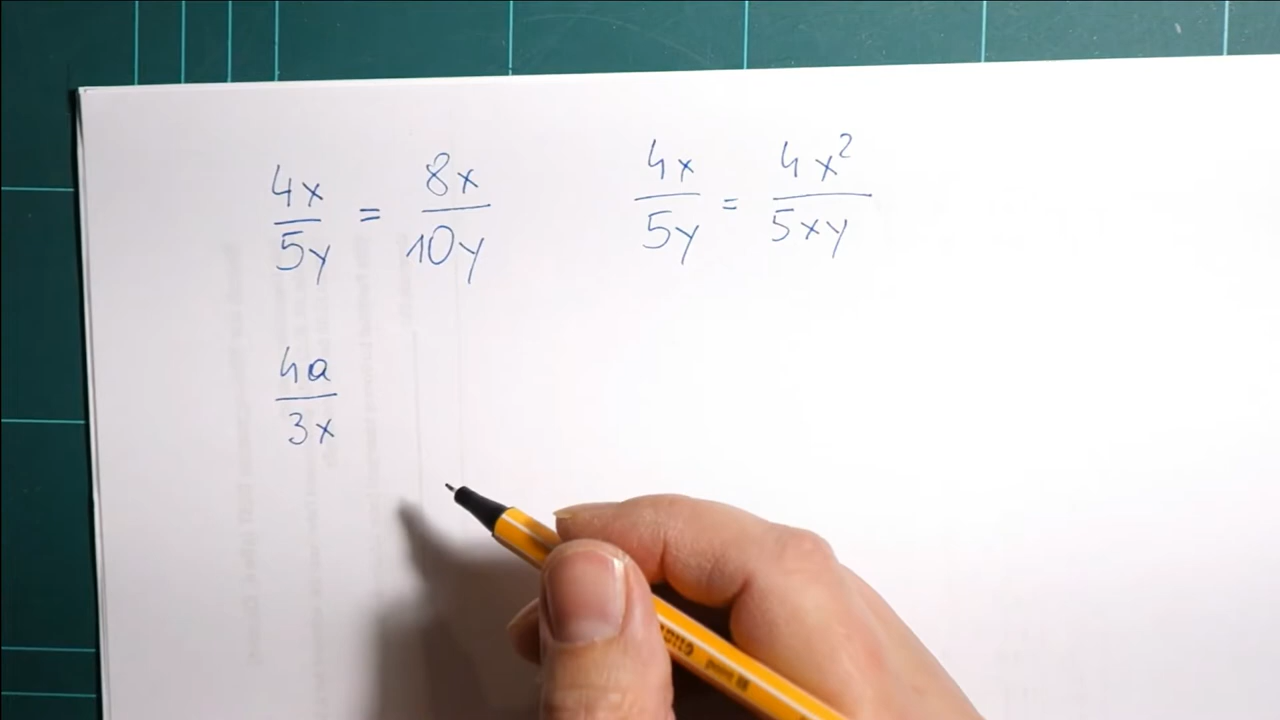 4x/5y = 8x/10y
4x/5y = 4x²/5xy
4a/3x